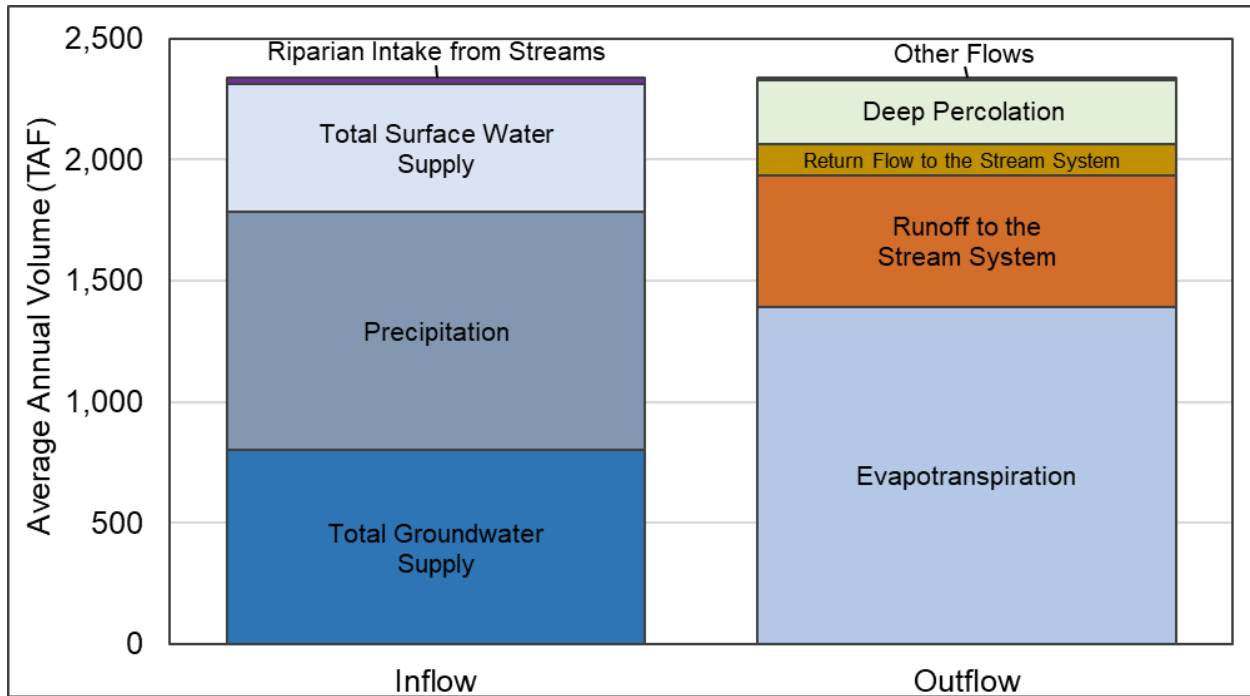 2,500
2,000
1,500
1,000
500
0
Average Annual Volume (TAF)
Riparian Intake from Streams
Total Surface Water
Supply
Precipitation
Total Groundwater
Supply
Inflow
Other Flows
Deep Percolation
Return Flow to the Stream System
Runoff to the
Stream System
Evapotranspiration
Outflow